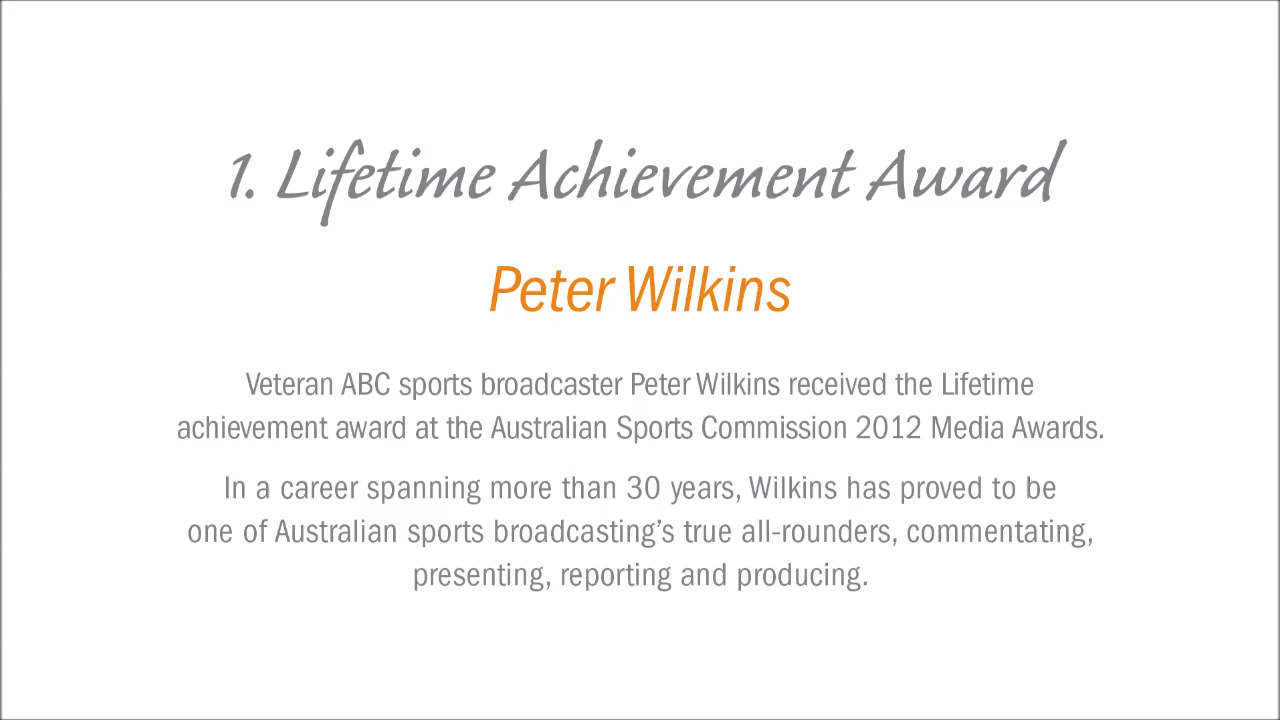 1. Lifetime Achievement Award
Peter Wilkins
Veteran ABC sports broadcaster Peter Wilkins received the Lifetime
achievement award at the Australian Sports Commission 2012 Media Awards.
In a career spanning more than 30 years, Wilkins has proved to be
one of Australian sports broadcasting’s true all-rounders, commentating,
presenting, reporting and producing.